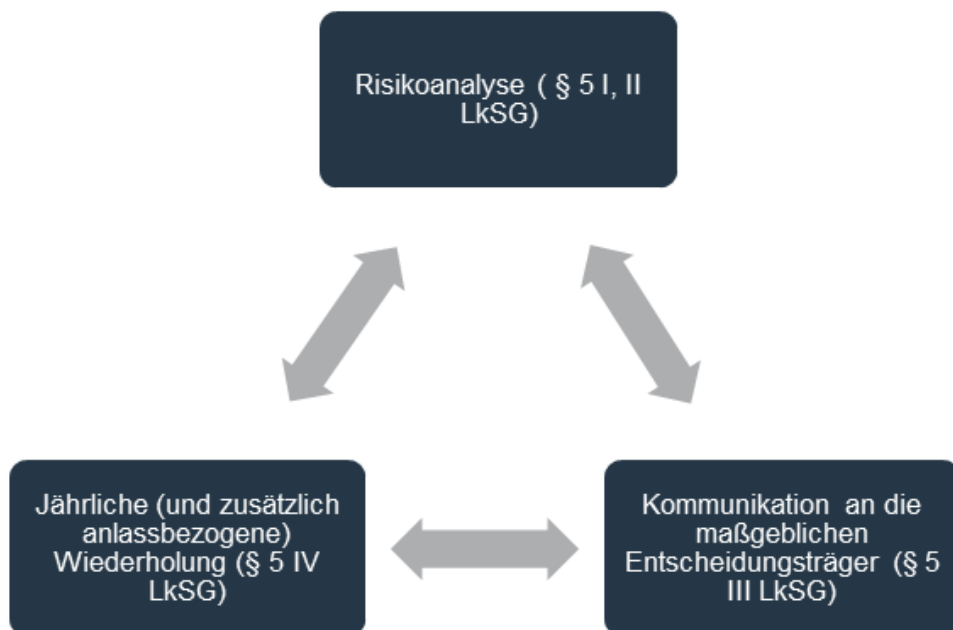 Risikoanalyse ( § 5 I, II
LkSG)
Jährliche (und zusätzlich
anlassbezogene)
Wiederholung (§ 5 IV
LkSG)
Kommunikation an die
maßgeblichen
Entscheidungsträger (§ 5
III LkSG)